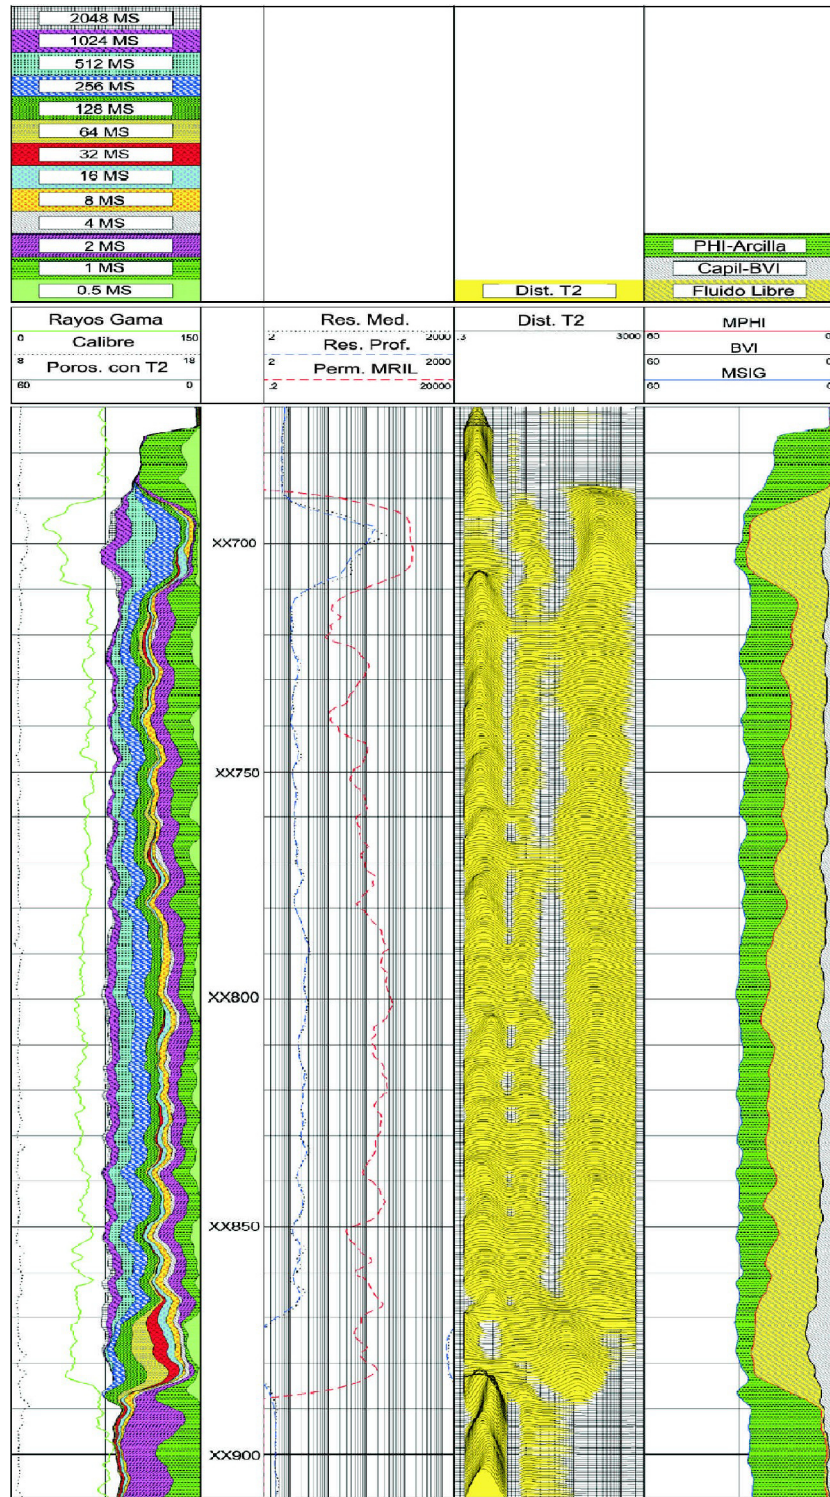 2048 MS
1024 MS
512 MS
256 MS
128 MS
64 MS
32 MS
16 MS
8 MS
4 MS
2 MS
1 MS
0.5 MS
Dist. T2
PHI-Arcilla
Capil-BVI
Fluido Libre
Rayos Gama
0 150
Calibre
8 18
Poros. con T2
60 0
Res. Med.
.2 2000
Res. Prof.
.2 2000
Perm. MRIL
.2 20000
Dist. T2
.3 3000
MPHI
60 0
BVI
60 0
MSIG
60 0
XX700
XX750
XX800
XX850
XX900